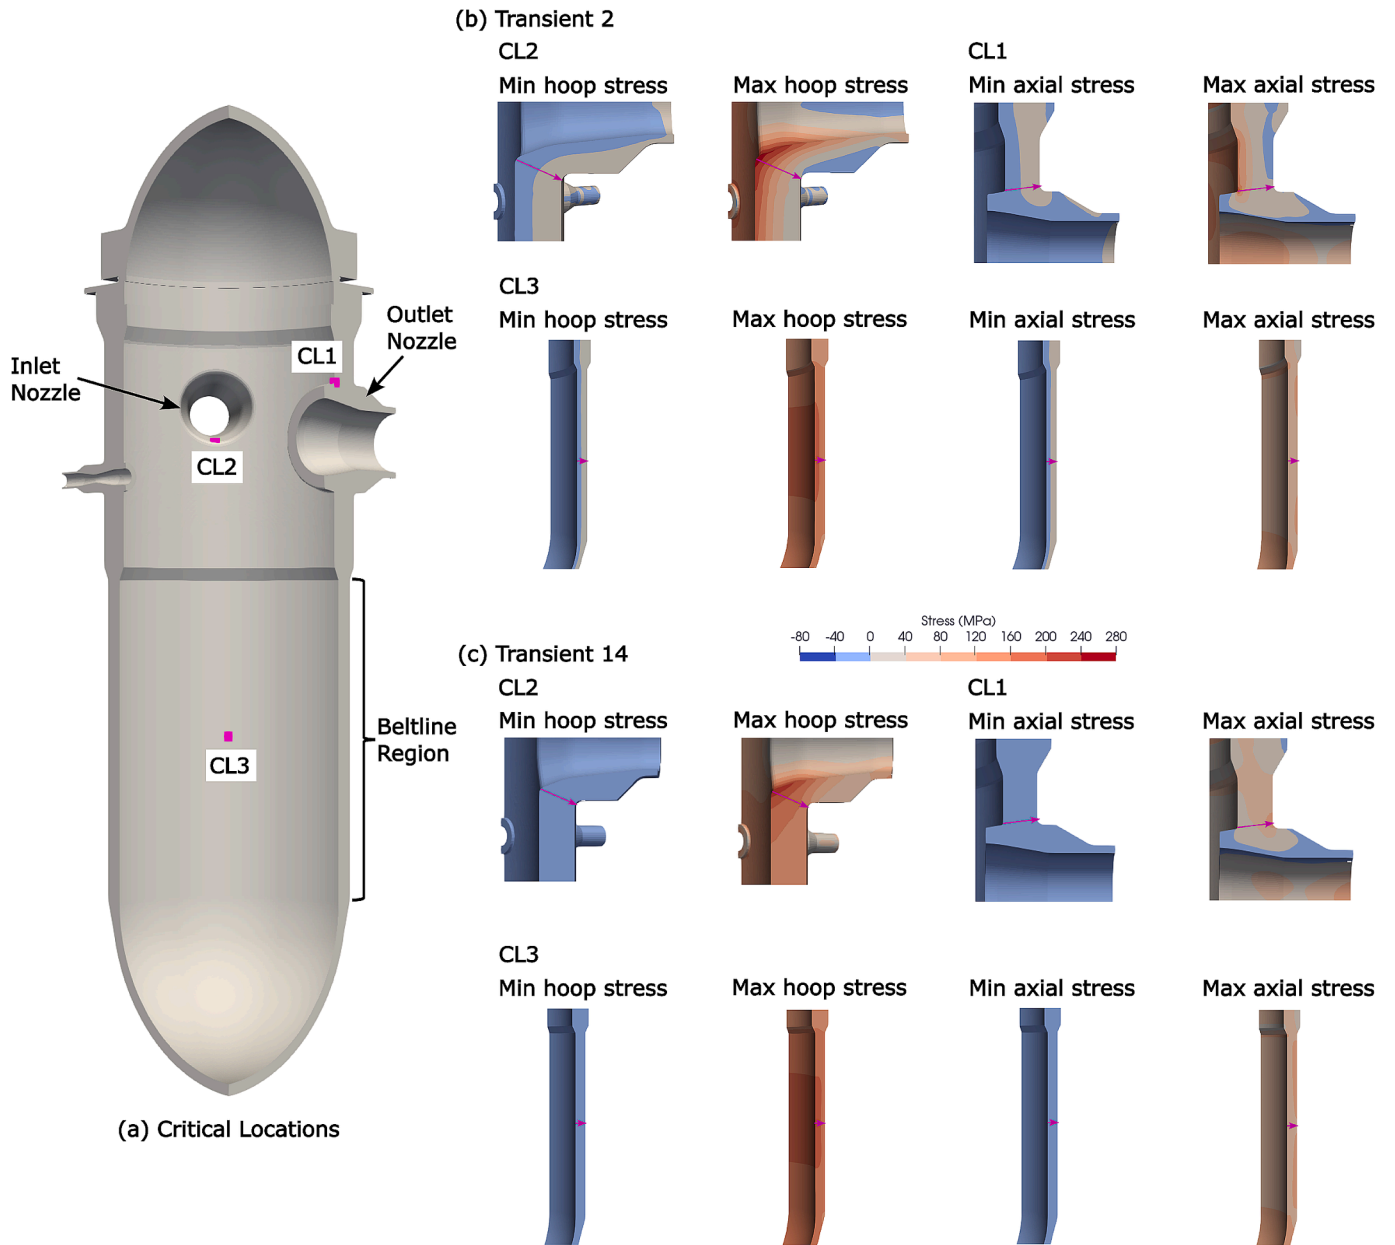 (b) Transient 2
CL2
CL1
Min hoop stress
Max hoop stress
Min axial stress
Max axial stress
CL3
Min hoop stress
Max hoop stress
Min axial stress
Max axial stress
Outlet
Nozzle
CL1
Inlet
Nozzle
CL2
Beltline
Region
CL3
(a) Critical Locations
Stress (MPa)
-80 -40 0 40 80 120 160 200 240 280
(c) Transient 14
CL2
CL1
Min hoop stress
Max hoop stress
Min axial stress
Max axial stress
CL3
Min hoop stress
Max hoop stress
Min axial stress
Max axial stress